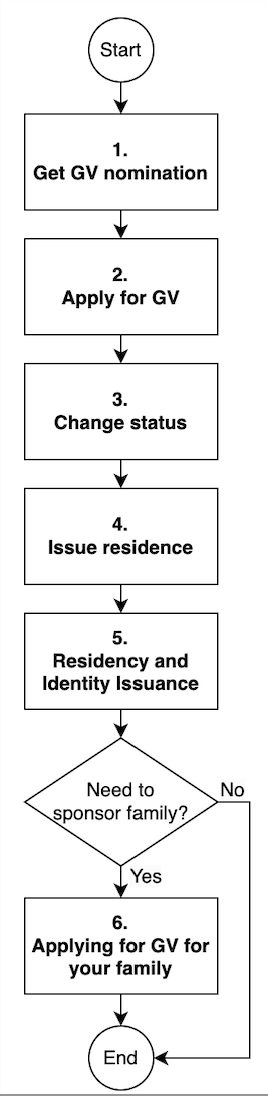 Start
1.
Get GV nomination
2.
Apply for GV
3.
Change status
4.
Issue residence
5.
Residency and
Identity Issuance
Need to
sponsor family?
No
Yes
6.
Applying for GV for
your family
End